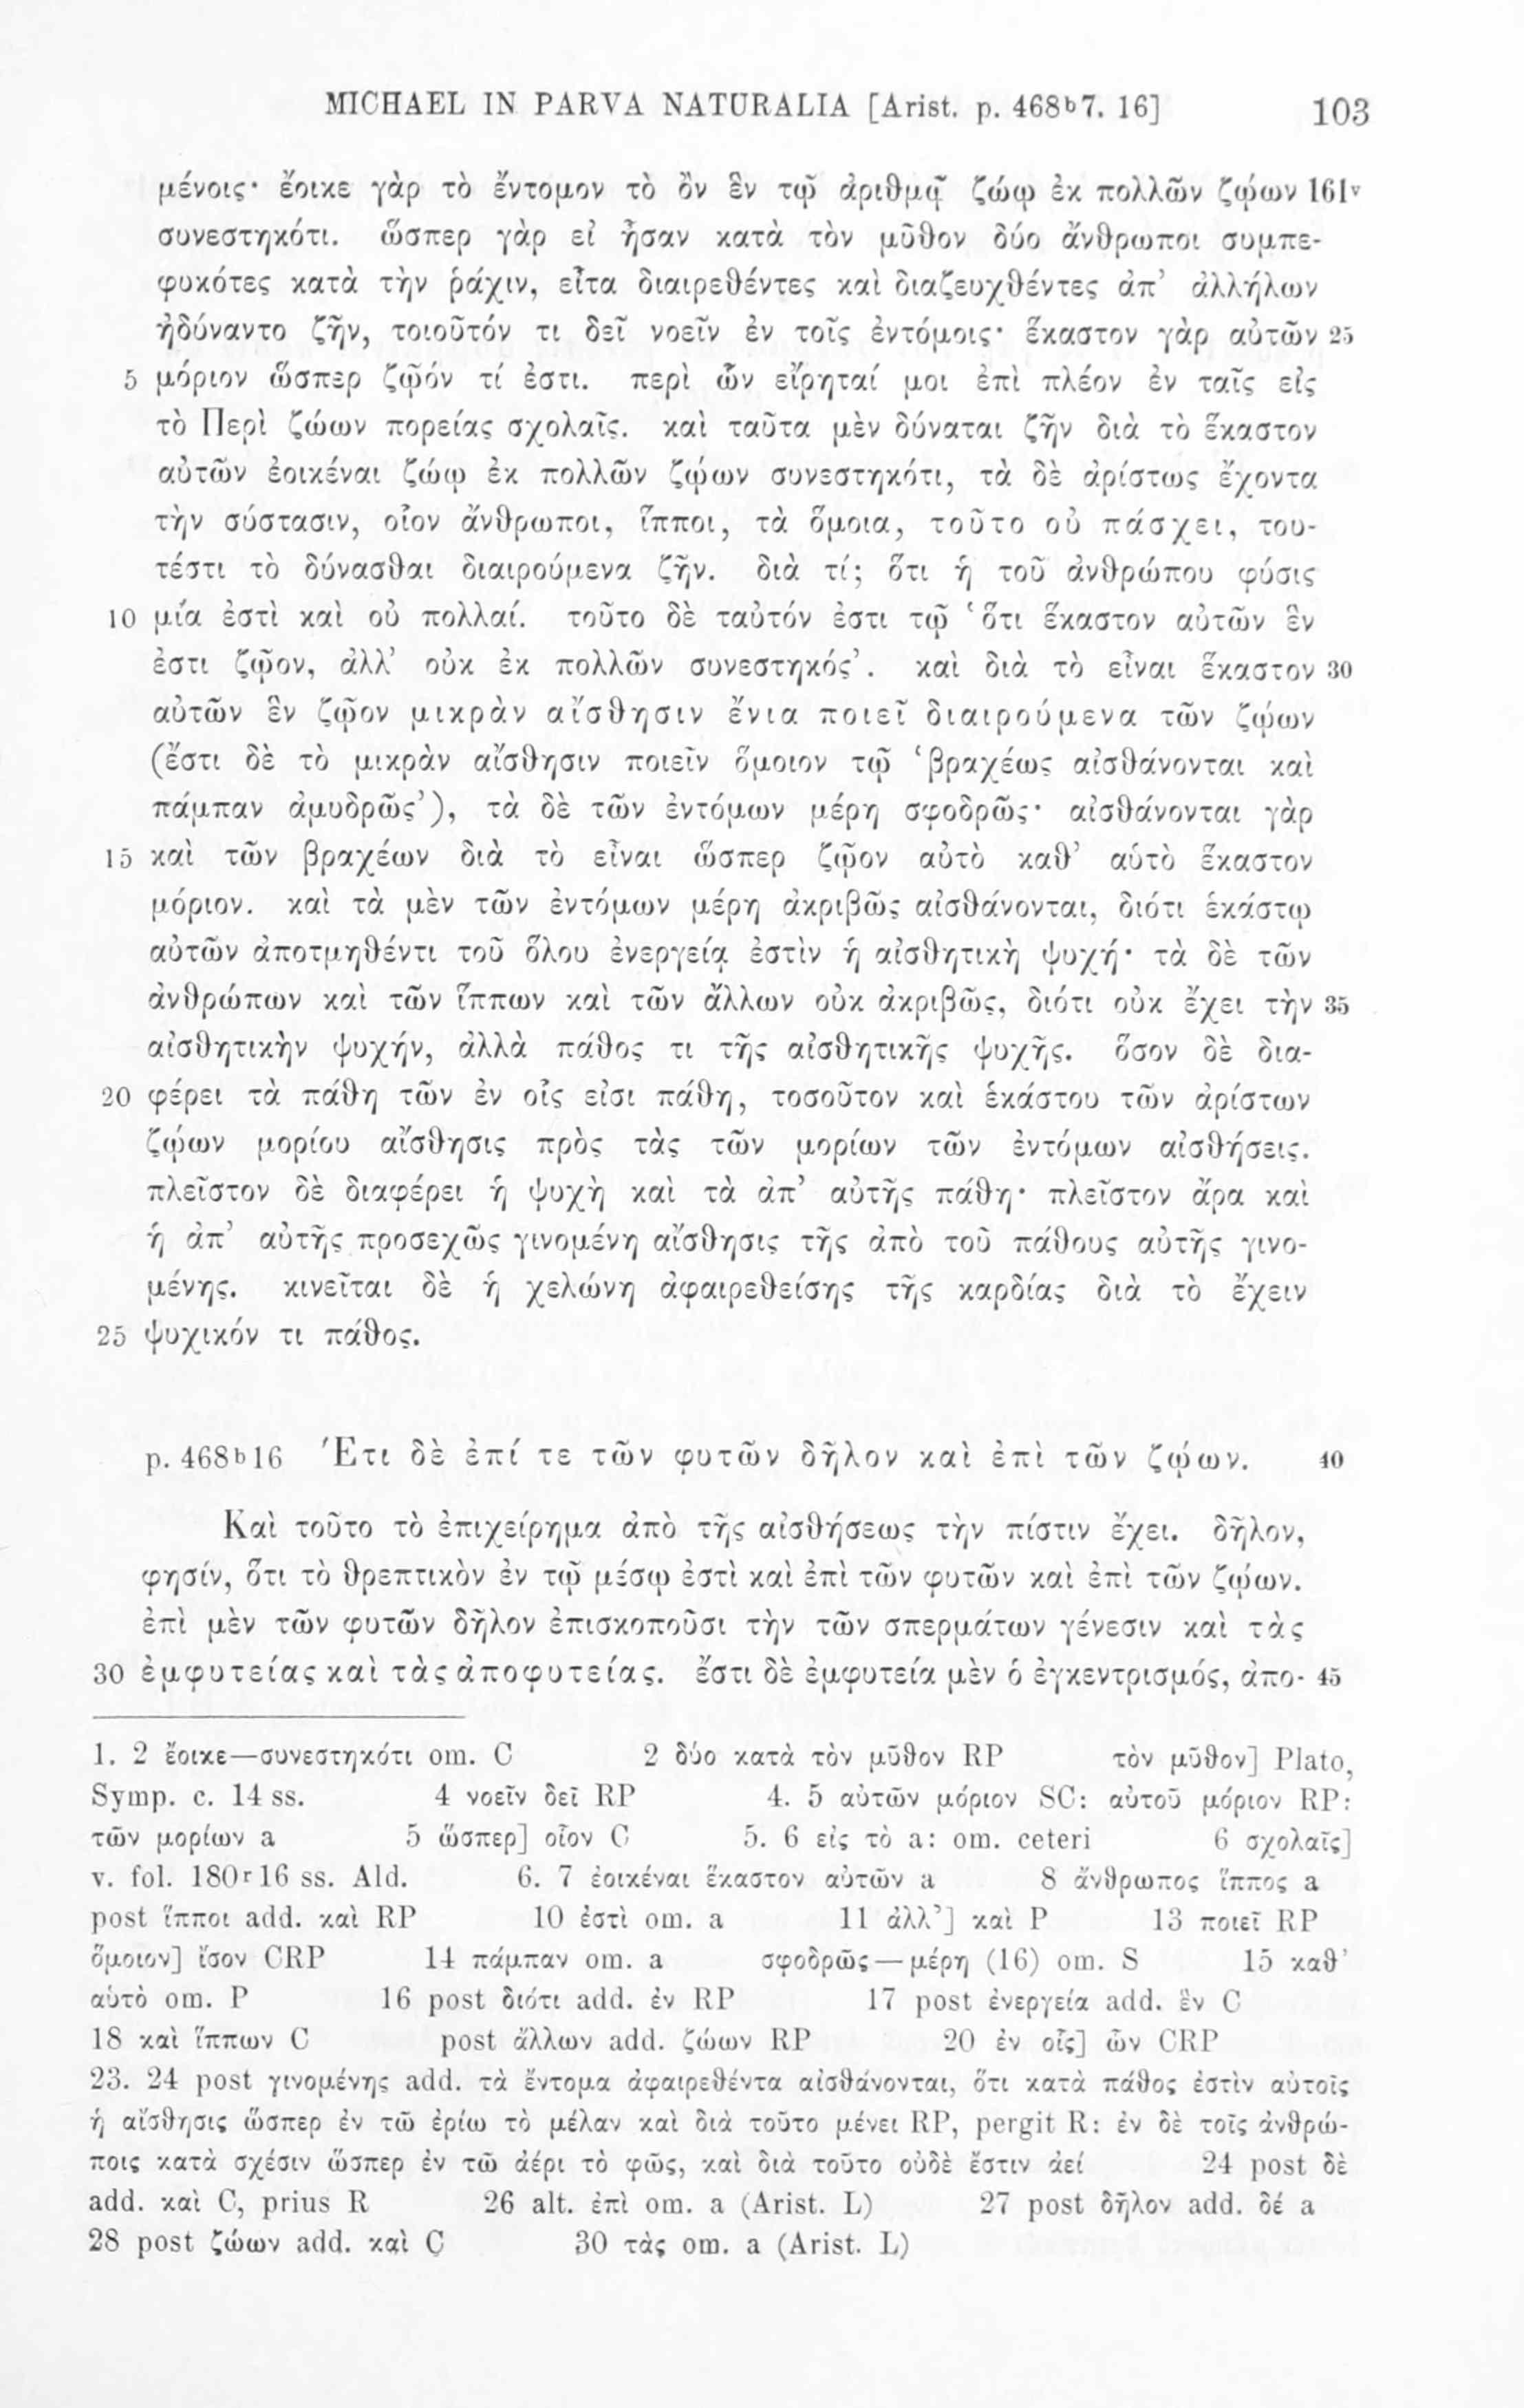 MICHAEL IN PARVA NATURALIA [Arist. p. 468ᵇ7. 16] 103
μένοις· ἔοικε γὰρ τὸ ἔντομον τὸ ὂν ἓν τῷ ἀριθμῷ ζώῳ ἐκ πολλῶν ζῴων 161ᵛ
συνεστηκότι. ὥσπερ γὰρ εἰ ἦσαν κατὰ τὸν μῦθον δύο ἄνθρωποι συμπε-
φυκότες κατὰ τὴν ῥάχιν, εἶτα διαιρεθέντες καὶ διαζευχθέντες ἀπ’ ἀλλήλων
ἠδύναντο ζῆν, τοιοῦτόν τι δεῖ νοεῖν ἐν τοῖς ἐντόμοις· ἕκαστον γὰρ αὐτῶν 25
5 μόριον ὥσπερ ζῷόν τί ἐστι. περὶ ὧν εἴρηταί μοι ἐπὶ πλέον ἐν ταῖς εἰς
τὸ Περὶ ζώων πορείας σχολαῖς. καὶ ταῦτα μὲν δύναται ζῆν διὰ τὸ ἕκαστον
αὐτῶν ἐοικέναι ζώῳ ἐκ πολλῶν ζῴων συνεστηκότι, τὰ δὲ ἀρίστως ἔχοντα
τὴν σύστασιν, οἷον ἄνθρωποι, ἵπποι, τὰ ὅμοια, τοῦτο οὐ πάσχει, του-
τέστι τὸ δύνασθαι διαιρούμενα ζῆν. διὰ τί; ὅτι ἡ τοῦ ἀνθρώπου φύσις
10 μία ἐστὶ καὶ οὐ πολλαί. τοῦτο δὲ ταὐτόν ἐστι τῷ ‘ὅτι ἕκαστον αὐτῶν ἓν
ἐστι ζῷον, ἀλλ’ οὐκ ἐκ πολλῶν συνεστηκός’. καὶ διὰ τὸ εἶναι ἕκαστον 30
αὐτῶν ἓν ζῷον μικρὰν αἴσθησιν ἔνια ποιεῖ διαιρούμενα τῶν ζῴων
(ἔστι δὲ τὸ μικρὰν αἴσθησιν ποιεῖν ὅμοιον τῷ ‘βραχέως αἰσθάνονται καὶ
πάμπαν ἀμυδρῶς’), τὰ δὲ τῶν ἐντόμων μέρη σφοδρῶς· αἰσθάνονται γὰρ
15 καὶ τῶν βραχέων διὰ τὸ εἶναι ὥσπερ ζῷον αὐτὸ καθ’ αὑτὸ ἕκαστον
μόριον. καὶ τὰ μὲν τῶν ἐντόμων μέρη ἀκριβῶς αἰσθάνονται, διότι ἑκάστῳ
αὐτῶν ἀποτμηθέντι τοῦ ὅλου ἐνεργείᾳ ἐστὶν ἡ αἰσθητικὴ ψυχή· τὰ δὲ τῶν
ἀνθρώπων καὶ τῶν ἵππων καὶ τῶν ἄλλων οὐκ ἀκριβῶς, διότι οὐκ ἔχει τὴν 35
αἰσθητικὴν ψυχήν, ἀλλὰ πάθος τι τῆς αἰσθητικῆς ψυχῆς. ὅσον δὲ δια-
20 φέρει τὰ πάθη τῶν ἐν οἷς εἰσι πάθη, τοσοῦτον καὶ ἑκάστου τῶν ἀρίστων
ζῴων μορίου αἴσθησις πρὸς τὰς τῶν μορίων τῶν ἐντόμων αἰσθήσεις.
πλεῖστον δὲ διαφέρει ἡ ψυχὴ καὶ τὰ ἀπ’ αὐτῆς πάθη· πλεῖστον ἄρα καὶ
ἡ ἀπ’ αὐτῆς προσεχῶς γινομένη αἴσθησις τῆς ἀπὸ τοῦ πάθους αὐτῆς γινο-
μένης. κινεῖται δὲ ἡ χελώνη ἀφαιρεθείσης τῆς καρδίας διὰ τὸ ἔχειν
25 ψυχικόν τι πάθος.
p. 468ᵇ16 Ἔτι δὲ ἐπί τε τῶν φυτῶν δῆλον καὶ ἐπὶ τῶν ζῴων. 40
Καὶ τοῦτο τὸ ἐπιχείρημα ἀπὸ τῆς αἰσθήσεως τὴν πίστιν ἔχει. δῆλον,
φησίν, ὅτι τὸ θρεπτικὸν ἐν τῷ μέσῳ ἐστὶ καὶ ἐπὶ τῶν φυτῶν καὶ ἐπὶ τῶν ζῴων.
ἐπὶ μὲν τῶν φυτῶν δῆλον ἐπισκοποῦσι τὴν τῶν σπερμάτων γένεσιν καὶ τὰς
30 ἐμφυτείας καὶ τὰς ἀποφυτείας. ἔστι δὲ ἐμφυτεία μὲν ὁ ἐγκεντρισμός, ἀπο- 45
1. 2 ἔοικε—συνεστηκότι om. C 2 δύο κατὰ τὸν μῦθον RP τὸν μῦθον] Plato,
Symp. c. 14 ss. 4 νοεῖν δεῖ RP 4. 5 αὐτῶν μόριον SC: αὐτοῦ μόριον RP:
τῶν μορίων a 5 ὥσπερ] οἷον C 5. 6 εἰς τὸ a: om. ceteri 6 σχολαῖς]
v. fol. 180ʳ16 ss. Ald. 6. 7 ἐοικέναι ἕκαστον αὐτῶν a 8 ἄνθρωπος ἵππος a
post ἵπποι add. καὶ RP 10 ἐστὶ om. a 11 ἀλλ’] καὶ P 13 ποιεῖ RP
ὅμοιον] ἴσον CRP 14 πάμπαν om. a σφοδρῶς—μέρη (16) om. S 15 καθ’
αὑτὸ om. P 16 post διότι add. ἐν RP 17 post ἐνεργεία add. ἓν C
18 καὶ ἵππων C post ἄλλων add. ζώων RP 20 ἐν οἷς] ὧν CRP
23. 24 post γινομένης add. τὰ ἔντομα ἀφαιρεθέντα αἰσθάνονται, ὅτι κατὰ πάθος ἐστὶν αὐτοῖς
ἡ αἴσθησις ὥσπερ ἐν τῶ ἐρίω τὸ μέλαν καὶ διὰ τοῦτο μένει RP, pergit R: ἐν δὲ τοῖς ἀνθρώ-
ποις κατὰ σχέσιν ὥσπερ ἐν τῶ ἀέρι τὸ φῶς, καὶ διὰ τοῦτο οὐδὲ ἔστιν ἀεί 24 post δὲ
add. καὶ C, prius R 26 alt. ἐπὶ om. a (Arist. L) 27 post δῆλον add. δέ a
28 post ζώων add. καὶ C 30 τὰς om. a (Arist. L)